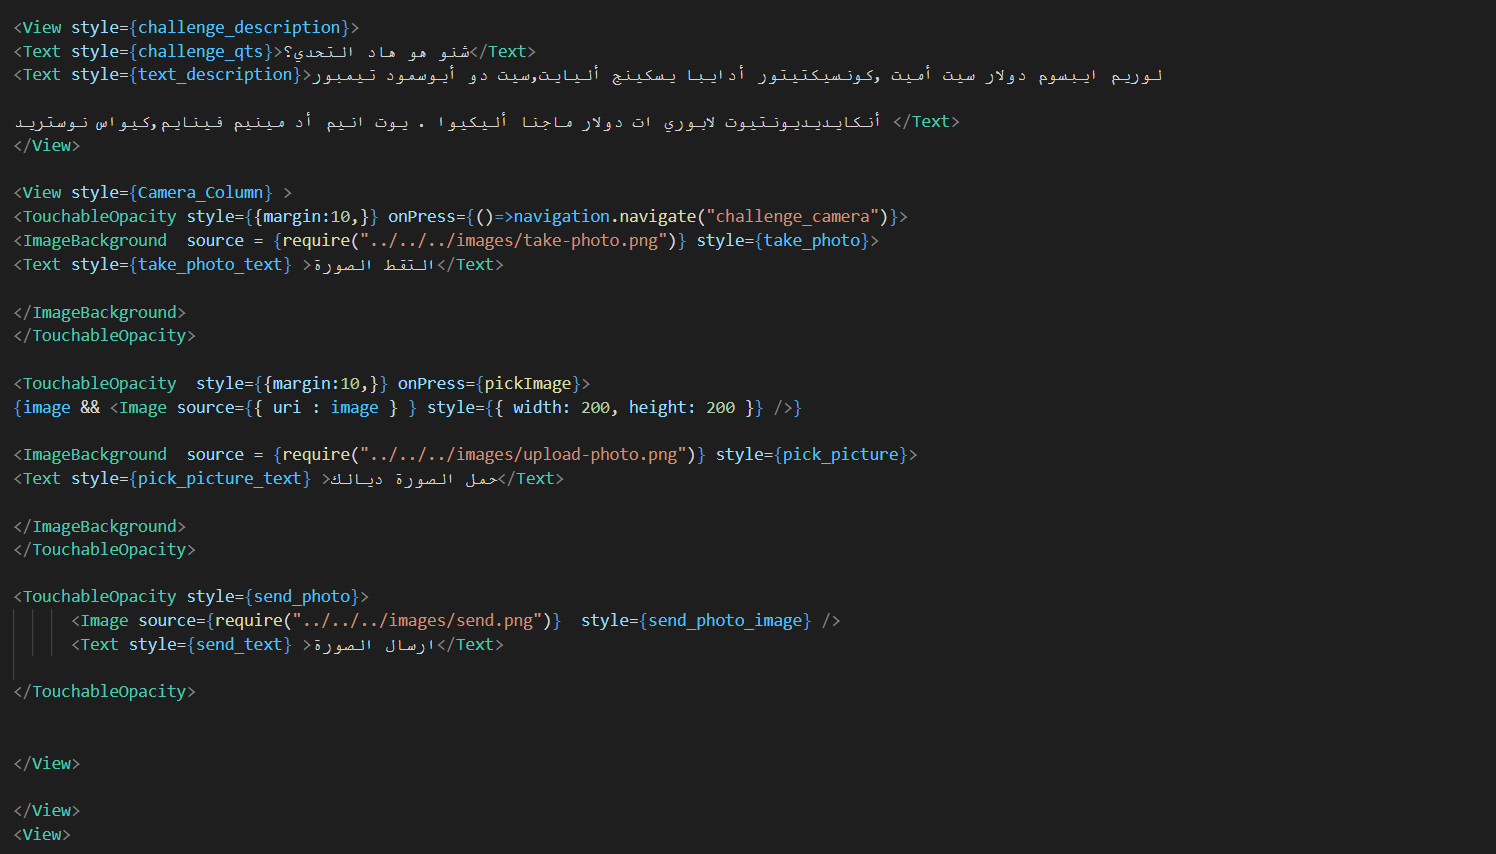 <View style={challenge_description}>
<Text style={challenge_qts}>شنو هو هاد التحدي؟</Text>
<Text style={text_description}>لوريم ايبسوم دولار سيت أميت ,كونسيكتيتور أدايبا يسكينج أليايت,سيت دو أيوسمود تيمبور
أنكايديديونتيوت لابوري ات دولار ماجنا أليكيوا . يوت انيم أد مينيم فينايم,كيواس نوستريد </Text>
</View>
<View style={Camera_Column} >
<TouchableOpacity style={{margin:10,}} onPress={()=>navigation.navigate("challenge_camera")}>
<ImageBackground  source = {require("../../../images/take-photo.png")} style={take_photo}>
<Text style={take_photo_text} >التقط الصورة</Text>
</ImageBackground>
</TouchableOpacity>
<TouchableOpacity  style={{margin:10,}} onPress={pickImage}>
{image && <Image source={{ uri : image } } style={{ width: 200, height: 200 }} />}
<ImageBackground  source = {require("../../../images/upload-photo.png")} style={pick_picture}>
<Text style={pick_picture_text} >حمل الصورة ديالك</Text>
</ImageBackground>
</TouchableOpacity>
<TouchableOpacity style={send_photo}>
<Image source={require("../../../images/send.png")}  style={send_photo_image} />
<Text style={send_text} >ارسال الصورة</Text>
</TouchableOpacity>
</View>
</View>
<View>